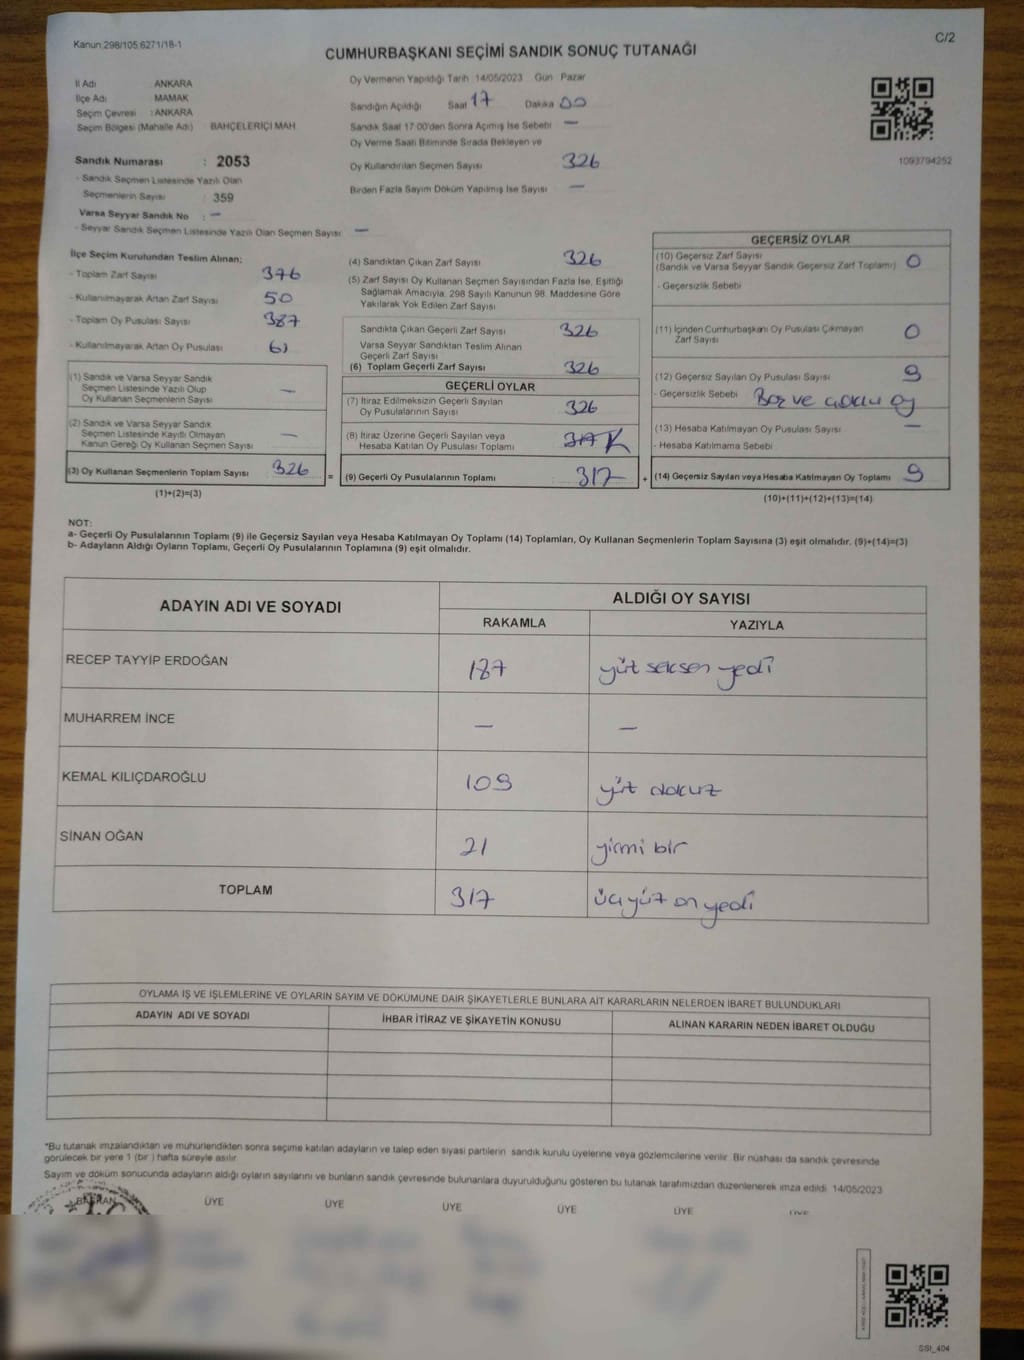 Kanun:298/105 6271/18-1
C/2
CUMHURBAŞKANI SEÇİMİ SANDIK SONUÇ TUTANAĞI
İl Adı : ANKARA
İlçe Adı : MAMAK
Seçim Çevresi : ANKARA
Seçim Bölgesi (Mahalle Adı) BAHÇELERİÇİ MAH
Sandık Numarası : 2053
- Sandık Seçmen Listesinde Yazılı Olan
Seçmenlerin Sayısı : 359
Varsa Seyyar Sandık No : —
- Seyyar Sandık Seçmen Listesinde Yazılı Olan Seçmen Sayısı: —
Oy Vermenin Yapıldığı Tarih 14/05/2023 Gün Pazar
Sandığın Açıldığı Saat 17 Dakika 00
Sandık Saat 17:00'den Sonra Açılmış İse Sebebi —
Oy Verme Saati Bitiminde Sırada Bekleyen ve
Oy Kullandırılan Seçmen Sayısı 326
Birden Fazla Sayım Döküm Yapılmış İse Sayısı —
1093794252
İlçe Seçim Kurulundan Teslim Alınan;
- Toplam Zarf Sayısı 376
- Kullanılmayarak Artan Zarf Sayısı 50
- Toplam Oy Pusulası Sayısı 387
- Kullanılmayarak Artan Oy Pusulası 61
(1) Sandık ve Varsa Seyyar Sandık
Seçmen Listesinde Yazılı Olup
Oy Kullanan Seçmenlerin Sayısı —
(2) Sandık ve Varsa Seyyar Sandık
Seçmen Listesinde Kayıtlı Olmayan
Kanun Gereği Oy Kullanan Seçmen Sayısı —
(3) Oy Kullanan Seçmenlerin Toplam Sayısı 326
(1)+(2)=(3)
(4) Sandıktan Çıkan Zarf Sayısı 326
(5) Zarf Sayısı Oy Kullanan Seçmen Sayısından Fazla İse, Eşitliği
Sağlamak Amacıyla; 298 Sayılı Kanunun 98. Maddesine Göre
Yakılarak Yok Edilen Zarf Sayısı
Sandıkta Çıkan Geçerli Zarf Sayısı 326
Varsa Seyyar Sandıktan Teslim Alınan
Geçerli Zarf Sayısı
(6) Toplam Geçerli Zarf Sayısı 326
GEÇERLİ OYLAR
(7) İtiraz Edilmeksizin Geçerli Sayılan
Oy Pusulalarının Sayısı 326
(8) İtiraz Üzerine Geçerli Sayılan veya
Hesaba Katılan Oy Pusulası Toplamı 317
=
(9) Geçerli Oy Pusulalarının Toplamı 317
+
GEÇERSİZ OYLAR
(10) Geçersiz Zarf Sayısı 0
(Sandık ve Varsa Seyyar Sandık Geçersiz Zarf Toplamı)
- Geçersizlik Sebebi
(11) İçinden Cumhurbaşkanı Oy Pusulası Çıkmayan
Zarf Sayısı 0
(12) Geçersiz Sayılan Oy Pusulası Sayısı 9
- Geçersizlik Sebebi ve oy
(13) Hesaba Katılmayan Oy Pusulası Sayısı —
- Hesaba Katılmama Sebebi
(14) Geçersiz Sayılan veya Hesaba Katılmayan Oy Toplamı 9
(10)+(11)+(12)+(13)=(14)
NOT:
a- Geçerli Oy Pusulalarının Toplamı (9) ile Geçersiz Sayılan veya Hesaba Katılmayan Oy Toplamı (14) Toplamları, Oy Kullanan Seçmenlerin Toplam Sayısına (3) eşit olmalıdır. (9)+(14)=(3)
b- Adayların Aldığı Oyların Toplamı, Geçerli Oy Pusulalarının Toplamına (9) eşit olmalıdır.
ADAYIN ADI VE SOYADI
ALDIĞI OY SAYISI
RAKAMLA YAZIYLA
RECEP TAYYİP ERDOĞAN 187 yüz seksen yedi
MUHARREM İNCE — —
KEMAL KILIÇDAROĞLU 109 yüz dokuz
SİNAN OĞAN 21 yirmi bir
TOPLAM 317 üçyüz on yedi
OYLAMA İŞ VE İŞLEMLERİNE VE OYLARIN SAYIM VE DÖKÜMÜNE DAİR ŞİKAYETLERLE BUNLARA AİT KARARLARIN NELERDEN İBARET BULUNDUKLARI
ADAYIN ADI VE SOYADI İHBAR İTİRAZ VE ŞİKAYETİN KONUSU ALINAN KARARIN NEDEN İBARET OLDUĞU
*Bu tutanak imzalandıktan ve mühürlendikten sonra seçime katılan adayların ve talep eden siyasi partilerin sandık kurulu üyelerine veya gözlemcilerine verilir. Bir nüshası da sandık çevresinde
görülecek bir yere 1 (bir) hafta süreyle asılır.
Sayım ve döküm sonucunda adayların aldığı oyların sayılarını ve bunların sandık çevresinde bulunanlara duyurulduğunu gösteren bu tutanak tarafımızdan düzenlenerek imza edildi. 14/05/2023
BAŞKAN ÜYE ÜYE ÜYE ÜYE ÜYE ÜYE
SSI_404